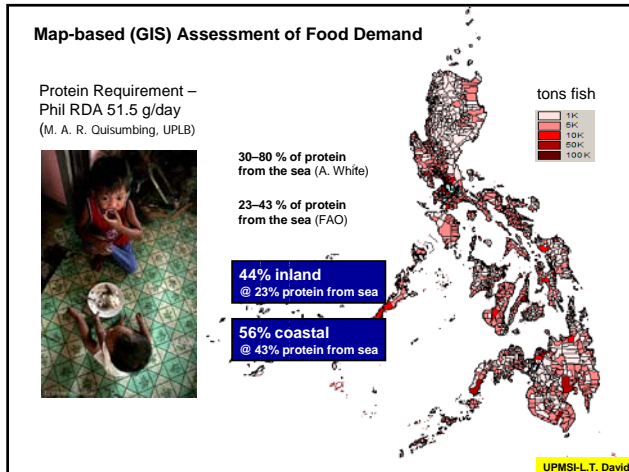 Map-based (GIS) Assessment of Food Demand
Protein Requirement –
Phil RDA 51.5 g/day
(M. A. R. Quisumbing, UPLB)
tons fish
1K
5K
10K
50K
100K
30–80 % of protein
from the sea (A. White)
23–43 % of protein
from the sea (FAO)
44% inland
@ 23% protein from sea
56% coastal
@ 43% protein from sea
UPMSI-L.T. David